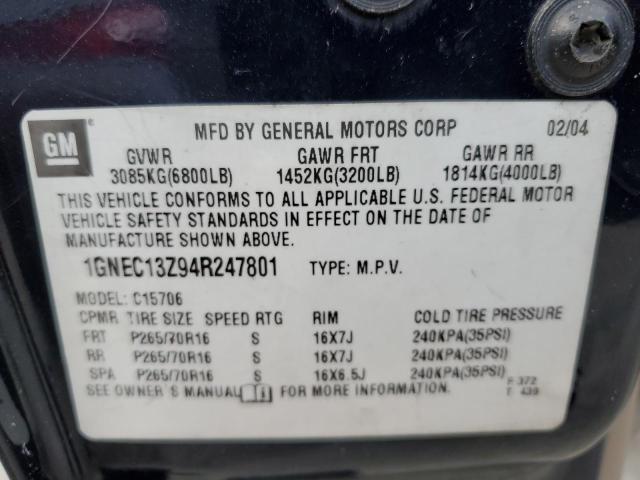 GM ®
MFD BY GENERAL MOTORS CORP 02/04
GVWR GAWR FRT GAWR RR
3085KG(6800LB) 1452KG(3200LB) 1814KG(4000LB)
THIS VEHICLE CONFORMS TO ALL APPLICABLE U.S. FEDERAL MOTOR
VEHICLE SAFETY STANDARDS IN EFFECT ON THE DATE OF
MANUFACTURE SHOWN ABOVE.
1GNEC13Z94R247801 TYPE: M.P.V.
MODEL: C15706
CPMR TIRE SIZE SPEED RTG RIM COLD TIRE PRESSURE
FRT P265/70R16 S 16X7J 240KPA(35PSI)
RR P265/70R16 S 16X7J 240KPA(35PSI)
SPA P265/70R16 S 16X6.5J 240KPA(35PSI)
SEE OWNER'S MANUAL FOR MORE INFORMATION. 372
439